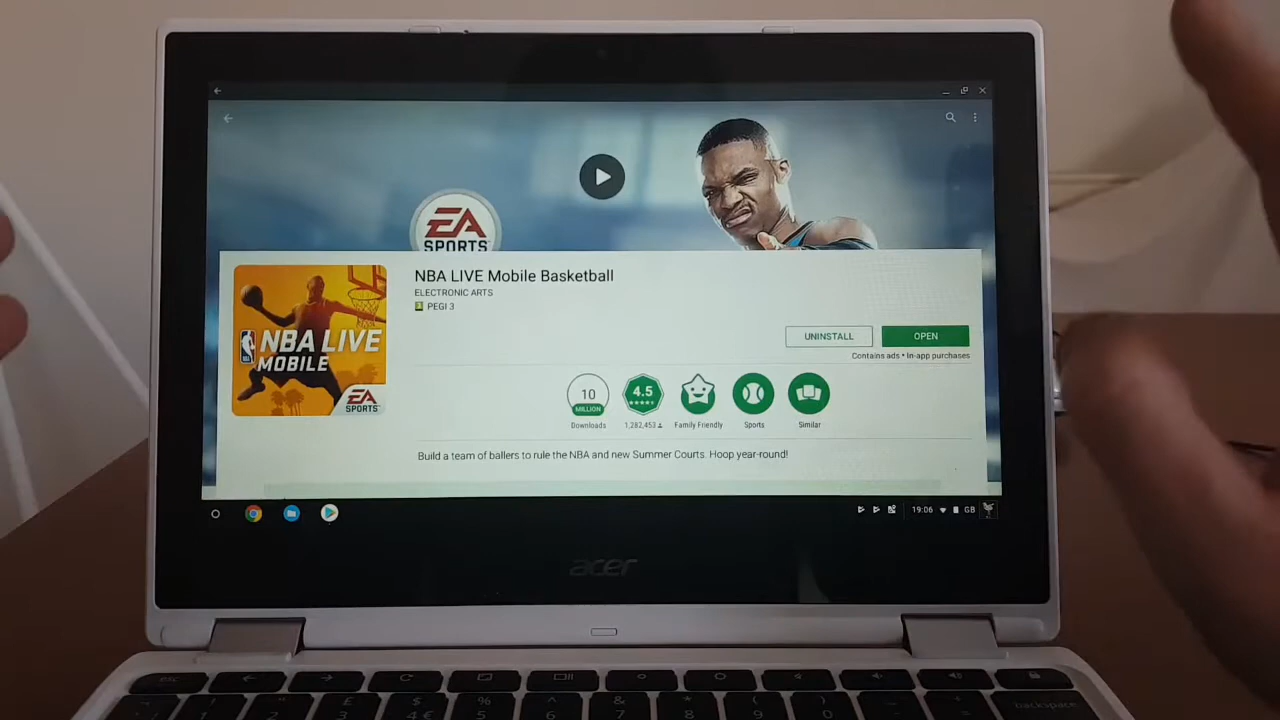 EA
SPORTS
NBA LIVE Mobile Basketball
ELECTRONIC ARTS
PEGI 3
NBA LIVE
MOBILE
EA
SPORTS
UNINSTALL
OPEN
Contains ads • In-app purchases
10
MILLION
Downloads
4.5
1,282,453
Family Friendly
Sports
Similar
Build a team of ballers to rule the NBA and new Summer Courts. Hoop year-round!
19:06
GB
acer
esc
backspace